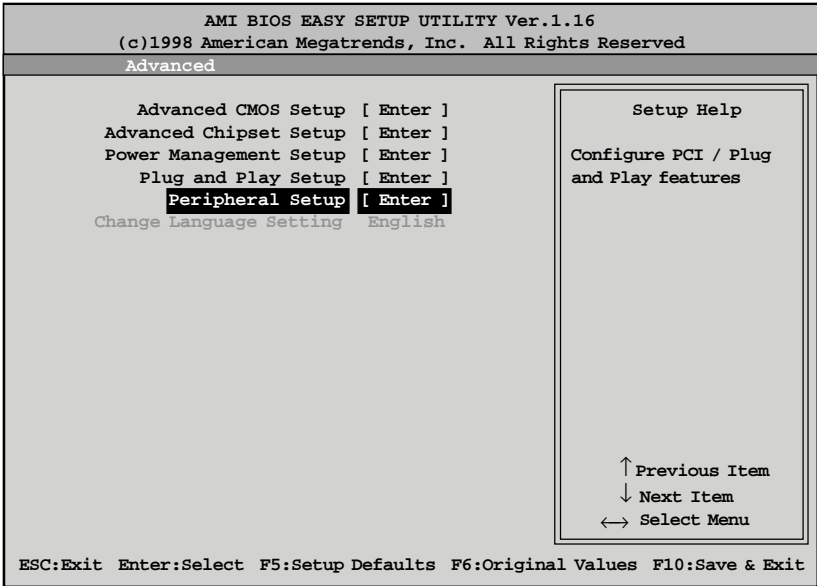 AMI BIOS EASY SETUP UTILITY Ver.1.16
(c)1998 American Megatrends, Inc. All Rights Reserved
Advanced
Advanced CMOS Setup [ Enter ]
Advanced Chipset Setup [ Enter ]
Power Management Setup [ Enter ]
Plug and Play Setup [ Enter ]
Peripheral Setup [ Enter ]
Change Language Setting English
Setup Help
Configure PCI / Plug
and Play features
↑ Previous Item
↓ Next Item
↔ Select Menu
ESC:Exit Enter:Select F5:Setup Defaults F6:Original Values F10:Save & Exit